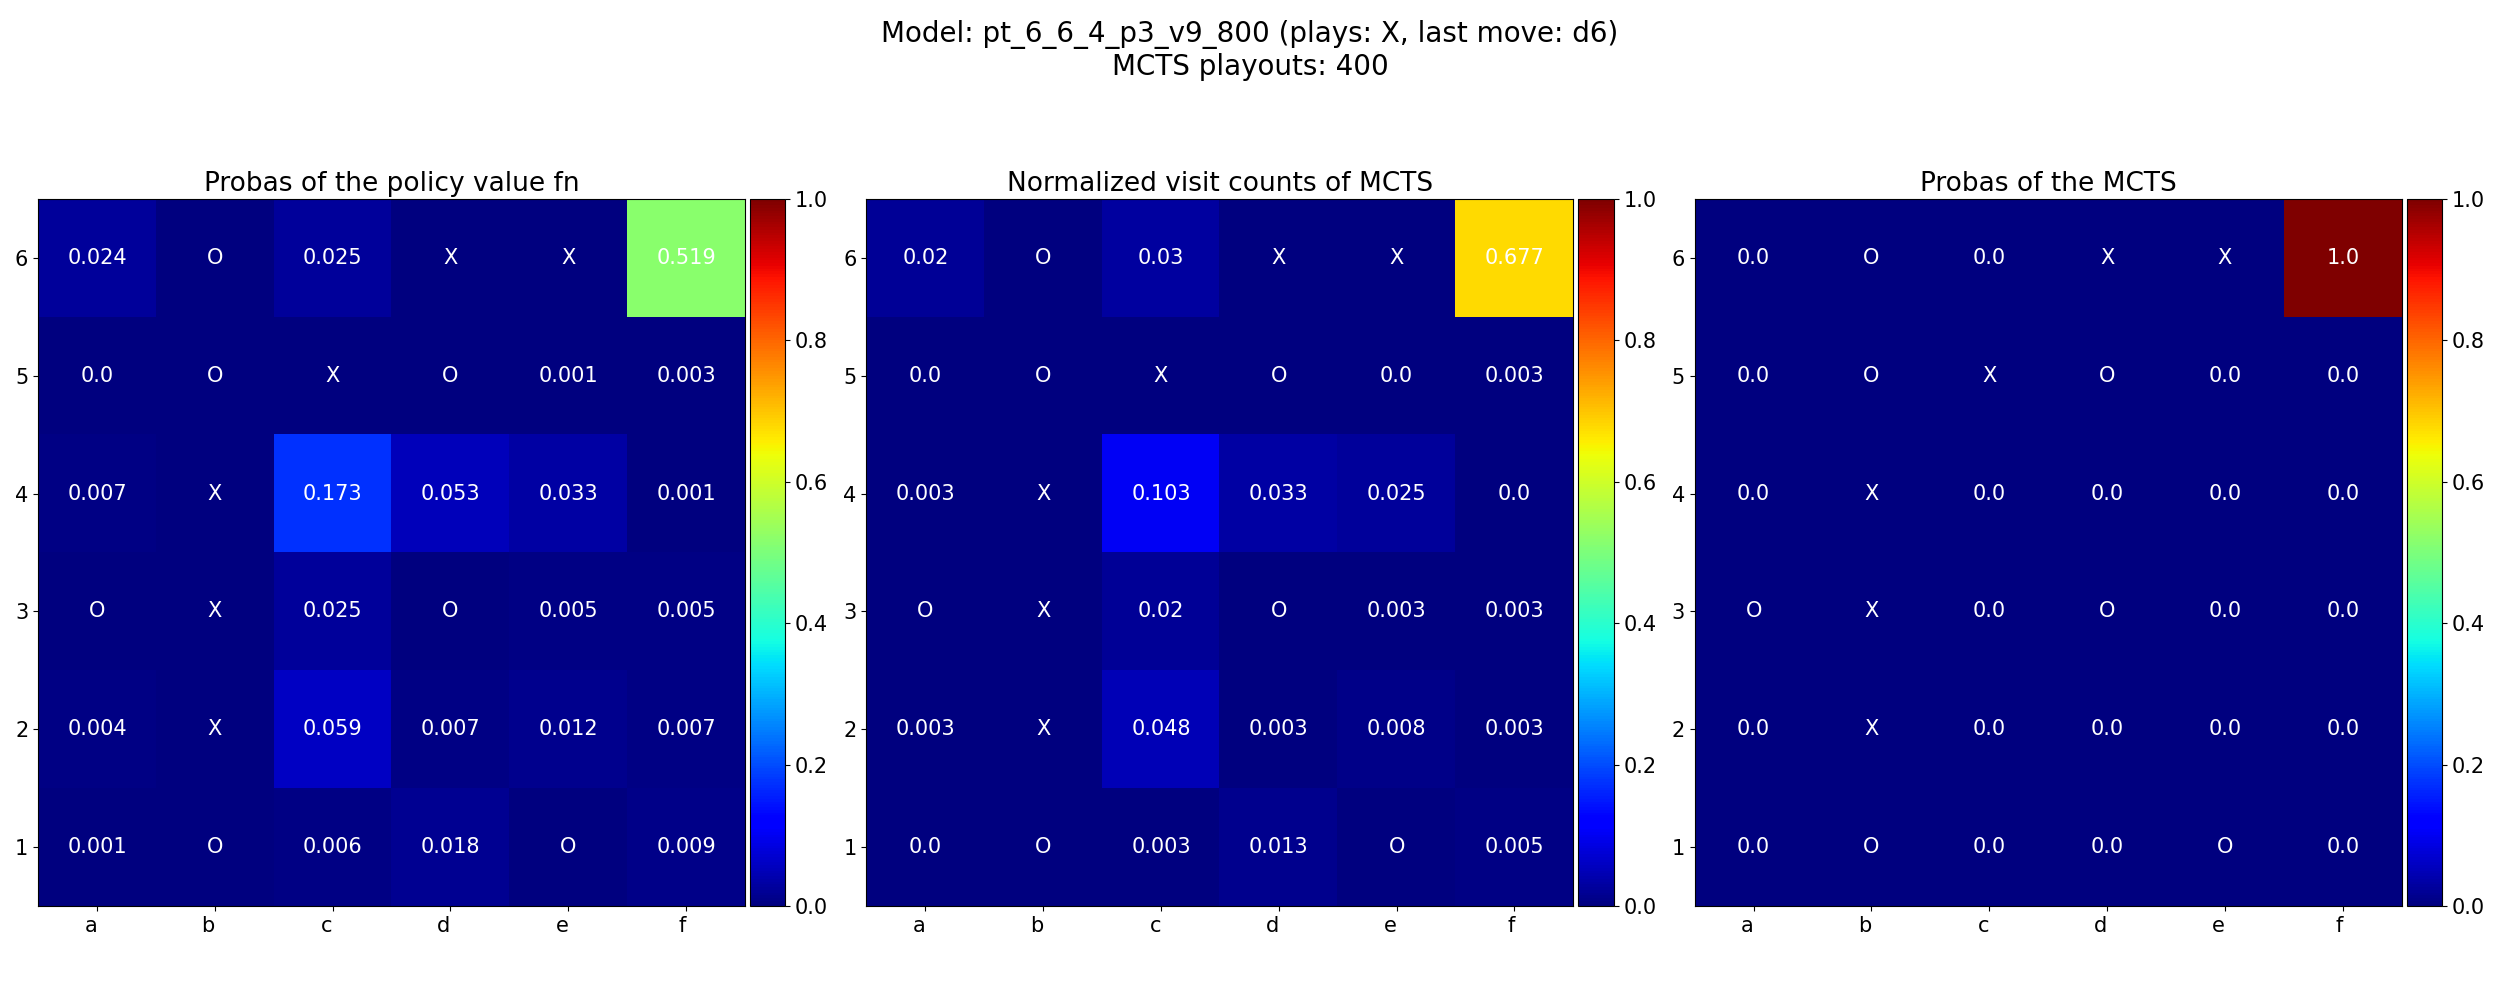 Model: pt_6_6_4_p3_v9_800 (plays: X, last move: d6)
MCTS playouts: 400
Probas of the policy value fn
6 0.024 O 0.025 X X 0.519
5 0.0 O X O 0.001 0.003
4 0.007 X 0.173 0.053 0.033 0.001
3 O X 0.025 O 0.005 0.005
2 0.004 X 0.059 0.007 0.012 0.007
1 0.001 O 0.006 0.018 O 0.009
a b c d e f
1.0
0.8
0.6
0.4
0.2
0.0
Normalized visit counts of MCTS
6 0.02 O 0.03 X X 0.677
5 0.0 O X O 0.0 0.003
4 0.003 X 0.103 0.033 0.025 0.0
3 O X 0.02 O 0.003 0.003
2 0.003 X 0.048 0.003 0.008 0.003
1 0.0 O 0.003 0.013 O 0.005
a b c d e f
1.0
0.8
0.6
0.4
0.2
0.0
Probas of the MCTS
6 0.0 O 0.0 X X 1.0
5 0.0 O X O 0.0 0.0
4 0.0 X 0.0 0.0 0.0 0.0
3 O X 0.0 O 0.0 0.0
2 0.0 X 0.0 0.0 0.0 0.0
1 0.0 O 0.0 0.0 O 0.0
a b c d e f
1.0
0.8
0.6
0.4
0.2
0.0